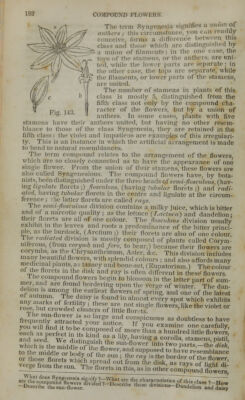 182 COMPOUND FLOWERS.
The term Syngenesia signifies a union of
anthers; this circumstance, you can readily
conceive, forms a difference between this
class and those which are distinguished by
a union of filaments; in the one case, the
tops of the stamens, or the anthers, are uni-
ted, while the lower parts are separate; in
the other case, the tops are separate, while
the filaments, or lower parts of the stamens,
are united.
The number of stamens in plants of this
class is mostly 5, distinguished from the
fifth class not only by the compound cha-
racter of the flowers, but by a union of
anthers. In some cases, plants with five
Fig. 143.
stamens have their anthers united, but having no other resem-
blance to those of the class Syngenesia, they are retained in the
fifth class: the violet and impatiens are examples of this irregulari-
ty. This is an instance in which the artificial arrangement is made
to bend to natural resemblances.
The term compound relates to the arrangement of the flowers,
which are so closely connected as to have the appearance of one
single flower. From the union of their anthers, these flowers are
also called Syngenesious. The compound flowers have, by bota-
nists, been distinguished under three heads: of semi-flosculous,
ing ligulate florets; flosculous, (having tubular florets;) and radi-
ated, having tubular florets in the centre and ligulate at the circum-
ference; the latter florets are called rays.
The semi-flosculous division contains a milky juice, which is bitter
and of a narcotic quality; as the lettuce (Lactuca) and dandelion;
their florets are all of one colour. The flosculous division usually
exhibit in the leaves and roots a predominance of the bitter princi-
ple, as the burdock, (Arctium;) their florets are also of one colour.
The radiated division is mostly composed of plants called Corym-
biferous, (from corymb and fero, to bear;) because their flowers are
corymbs, as the Chrysanthemum, Aster, &c. This division includes
many beautiful flowers, with splendid colours; and also affords many
medicinal plants, as tansey and boneset (Eupatorium.) The colour
of the florets in the disk and ray is often different in these flowers.
The compound flowers begin to blossom in the latter part of sum-
mer, and are found bordering upon the verge of winter. The dan-
delion is among the earliest flowers of spring, and one of the latest
of autumn. The daisy is found in almost every spot which exhibits
any marks of fertility; these are not single flowers, like the violet or
rose, but crowded clusters of little florets.
The sun-flower is so large and conspicuous as doubtless to have
frequently attracted your notice. If you examine one carefully,
you will find it to be composed of more than a hundred little flowers,
each as perfect in its kind as a lily, having a corolla, stamens, pistil,
and seed. We distinguish the sun-flower into two parts,—the disk,
which is the middle of the flower, and supposed to have resemblance
to the middle or body of the sun; the ray is the border of the flower,
or those florets which spread out from the disk, as rays of light di-
verge from the sun. The florets in this, as in other compound flowers,
What does Syngenesia signify?—What are the characteristics of this class?—How
are the compound flowers divided?—Describe these divisions—Dandelion and daisy
—Describe the sun-flower.